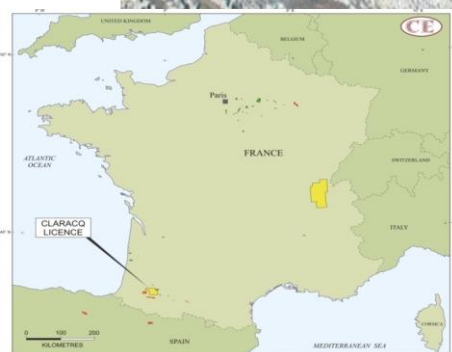 UNITED KINGDOM
CE
BELGIUM
GERMANY
Paris
ATLANTIC
OCEAN
FRANCE
SWITZERLAND
ITALY
CLARACQ
LICENCE
CORSICA
0 100 200
KILOMETRES
SPAIN
MEDITERRANEAN SEA